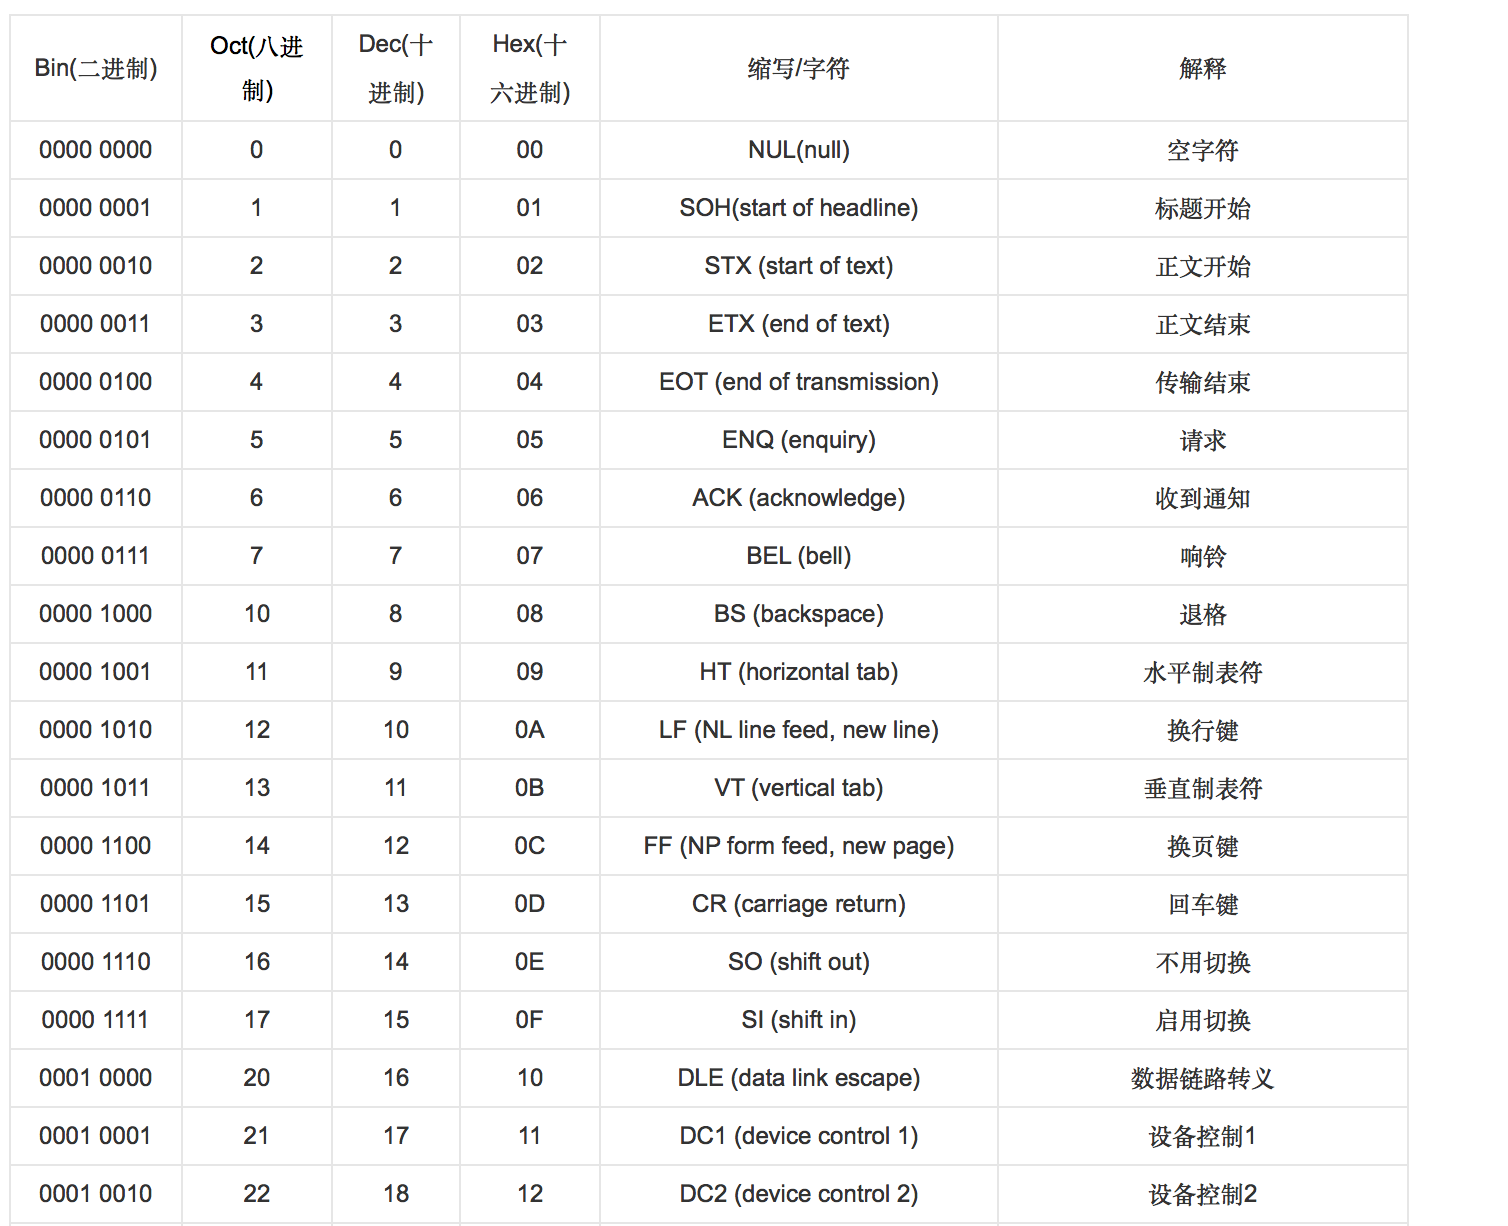 Bin(二进制) Oct(八进制) Dec(十进制) Hex(十六进制) 缩写/字符 解释
0000 0000 0 0 00 NUL(null) 空字符
0000 0001 1 1 01 SOH(start of headline) 标题开始
0000 0010 2 2 02 STX (start of text) 正文开始
0000 0011 3 3 03 ETX (end of text) 正文结束
0000 0100 4 4 04 EOT (end of transmission) 传输结束
0000 0101 5 5 05 ENQ (enquiry) 请求
0000 0110 6 6 06 ACK (acknowledge) 收到通知
0000 0111 7 7 07 BEL (bell) 响铃
0000 1000 10 8 08 BS (backspace) 退格
0000 1001 11 9 09 HT (horizontal tab) 水平制表符
0000 1010 12 10 0A LF (NL line feed, new line) 换行键
0000 1011 13 11 0B VT (vertical tab) 垂直制表符
0000 1100 14 12 0C FF (NP form feed, new page) 换页键
0000 1101 15 13 0D CR (carriage return) 回车键
0000 1110 16 14 0E SO (shift out) 不用切换
0000 1111 17 15 0F SI (shift in) 启用切换
0001 0000 20 16 10 DLE (data link escape) 数据链路转义
0001 0001 21 17 11 DC1 (device control 1) 设备控制1
0001 0010 22 18 12 DC2 (device control 2) 设备控制2